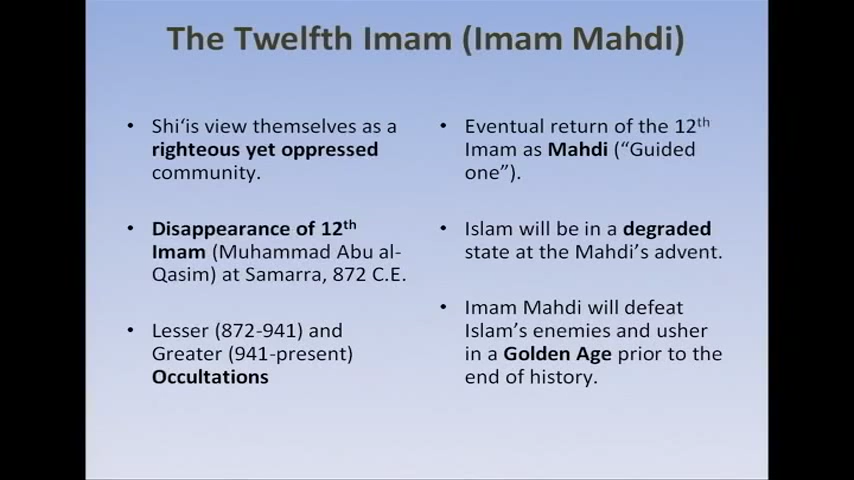 The Twelfth Imam (Imam Mahdi)
• Shi‘is view themselves as a
righteous yet oppressed
community.
• Disappearance of 12th
Imam (Muhammad Abu al-
Qasim) at Samarra, 872 C.E.
• Lesser (872-941) and
Greater (941-present)
Occultations
• Eventual return of the 12th
Imam as Mahdi (“Guided
one”).
• Islam will be in a degraded
state at the Mahdi’s advent.
• Imam Mahdi will defeat
Islam’s enemies and usher
in a Golden Age prior to the
end of history.